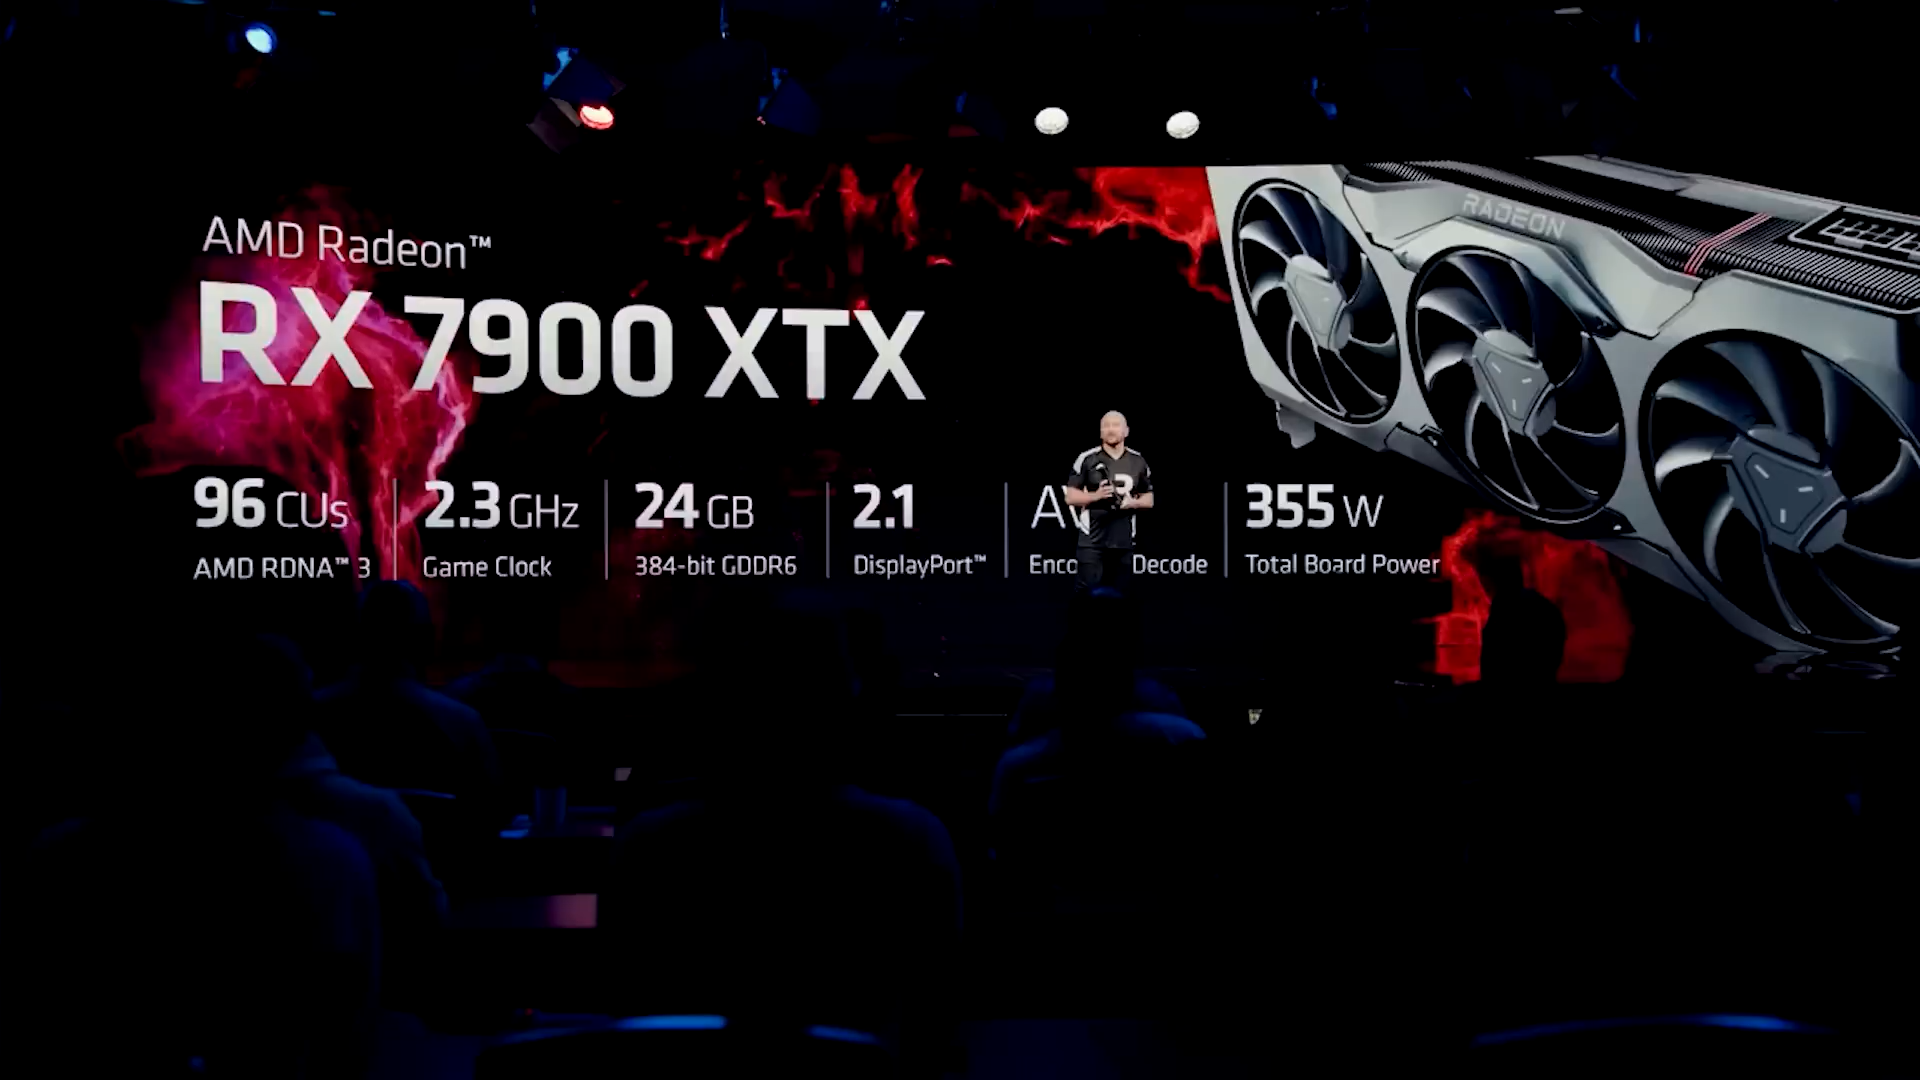 AMD Radeon™
RX 7900 XTX
RADEON
96 CUs
AMD RDNA™ 3
2.3 GHz
Game Clock
24 GB
384-bit GDDR6
2.1
DisplayPort™
Decode
355 W
Total Board Power